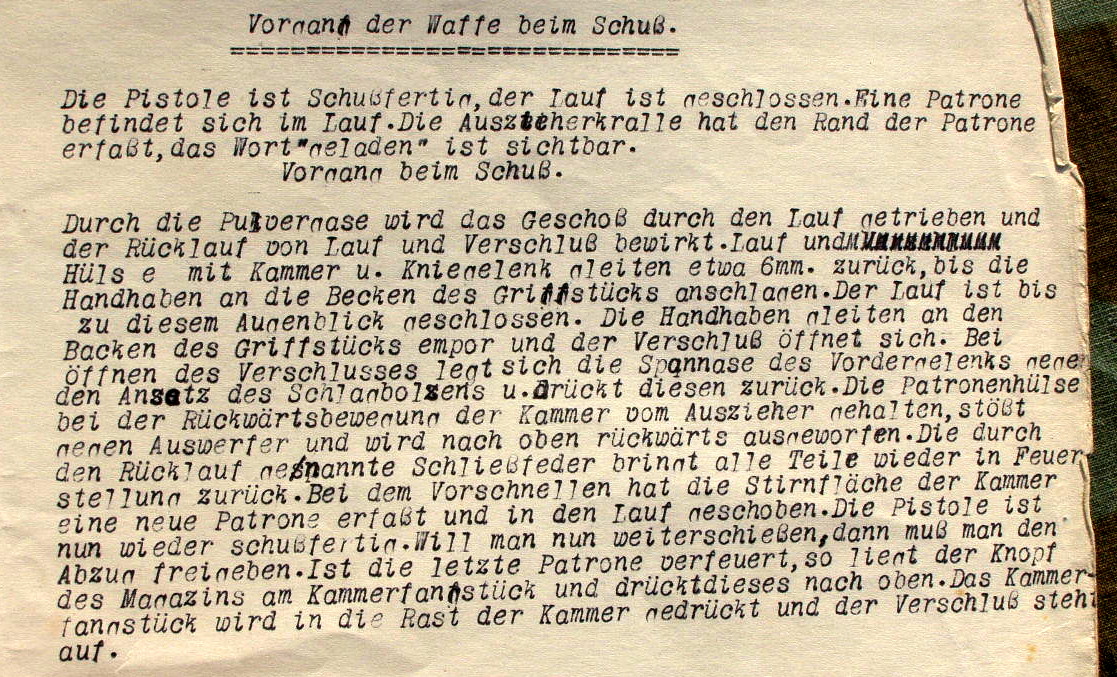 Vorgang der Waffe beim Schuß.
Die Pistole ist Schußfertig,der Lauf ist geschlossen.Eine Patrone
befindet sich im Lauf.Die Auszieherkralle hat den Rand der Patrone
erfaßt,das Wort"geladen" ist sichtbar.
Vorgang beim Schuß.
Durch die Pulvergase wird das Geschoß durch den Lauf getrieben und
der Rücklauf von Lauf und Verschluß bewirkt.Lauf und
Hüls e mit Kammer u. Kniegelenk gleiten etwa 6mm. zurück,bis die
Handhaben an die Becken des Griffstücks anschlagen.Der Lauf ist bis
zu diesem Augenblick geschlossen. Die Handhaben gleiten an den
Backen des Griffstücks empor und der Verschluß öffnet sich. Bei
öffnen des Verschlusses legt sich die Spannase des Vordergelenks gegen
den Ansatz des Schlagbolzens u.drückt diesen zurück.Die Patronenhülse
bei der Rückwärtsbewegung der Kammer vom Auszieher gehalten,stößt
gegen Auswerfer und wird nach oben rückwärts ausgeworfen.Die durch
den Rücklauf gespannte Schließfeder bringt alle Teile wieder in Feuer
stellung zurück.Bei dem Vorschnellen hat die Stirnfläche der Kammer
eine neue Patrone erfaßt und in den Lauf geschoben.Die Pistole ist
nun wieder schußfertig.Will man nun weiterschießen,dann muß man den
Abzug freigeben.Ist die letzte Patrone verfeuert,so liegt der Knopf
des Magazins am Kammerfangstück und drücktdieses nach oben.Das Kammer-
fangstück wird in die Rast der Kammer gedrückt und der Verschluß steht
auf.